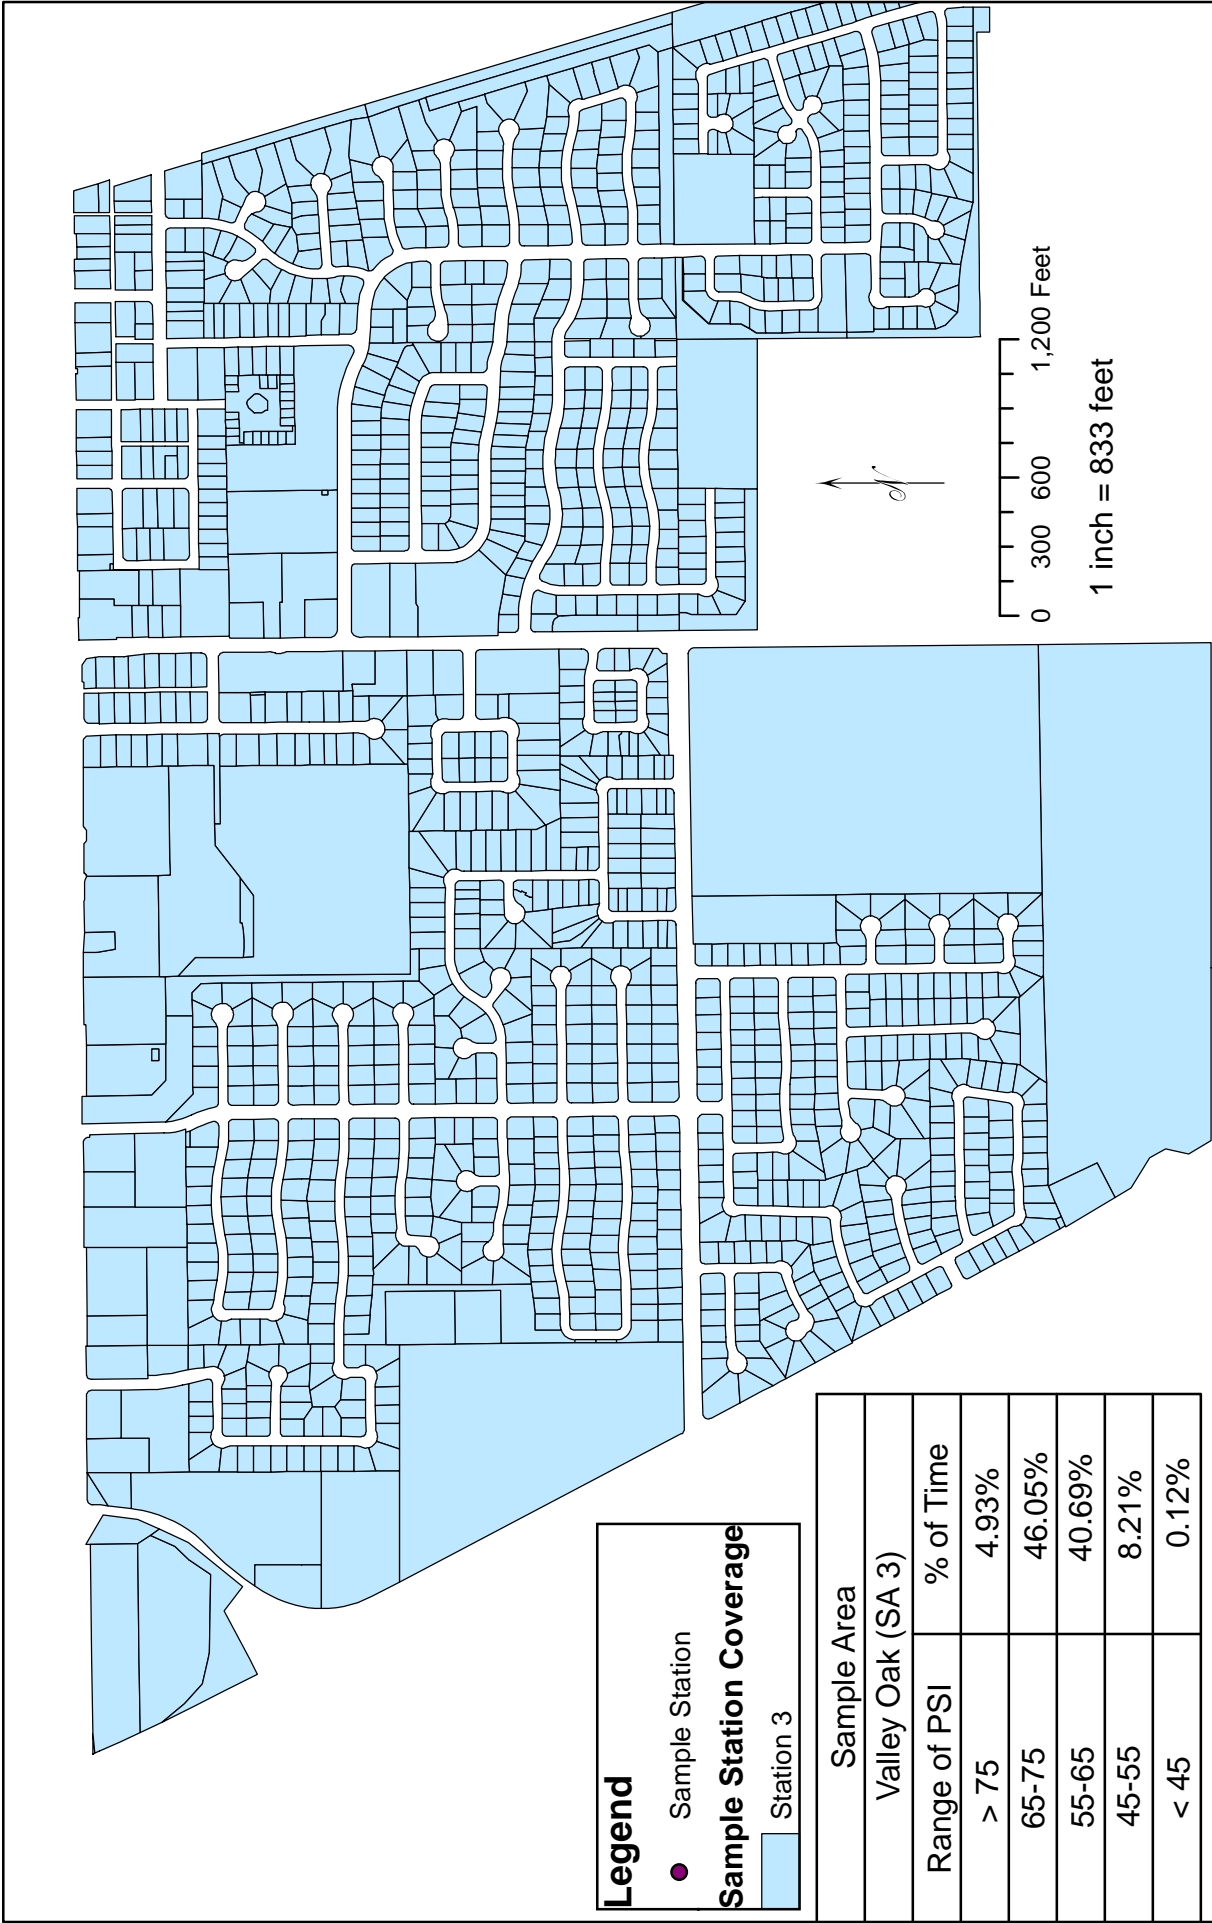 Legend
Sample Station
Sample Station Coverage
Station 3
Sample Area
Valley Oak (SA 3)
Range of PSI % of Time
> 75 4.93%
65-75 46.05%
55-65 40.69%
45-55 8.21%
< 45 0.12%
0 300 600 1,200 Feet
1 inch = 833 feet
N